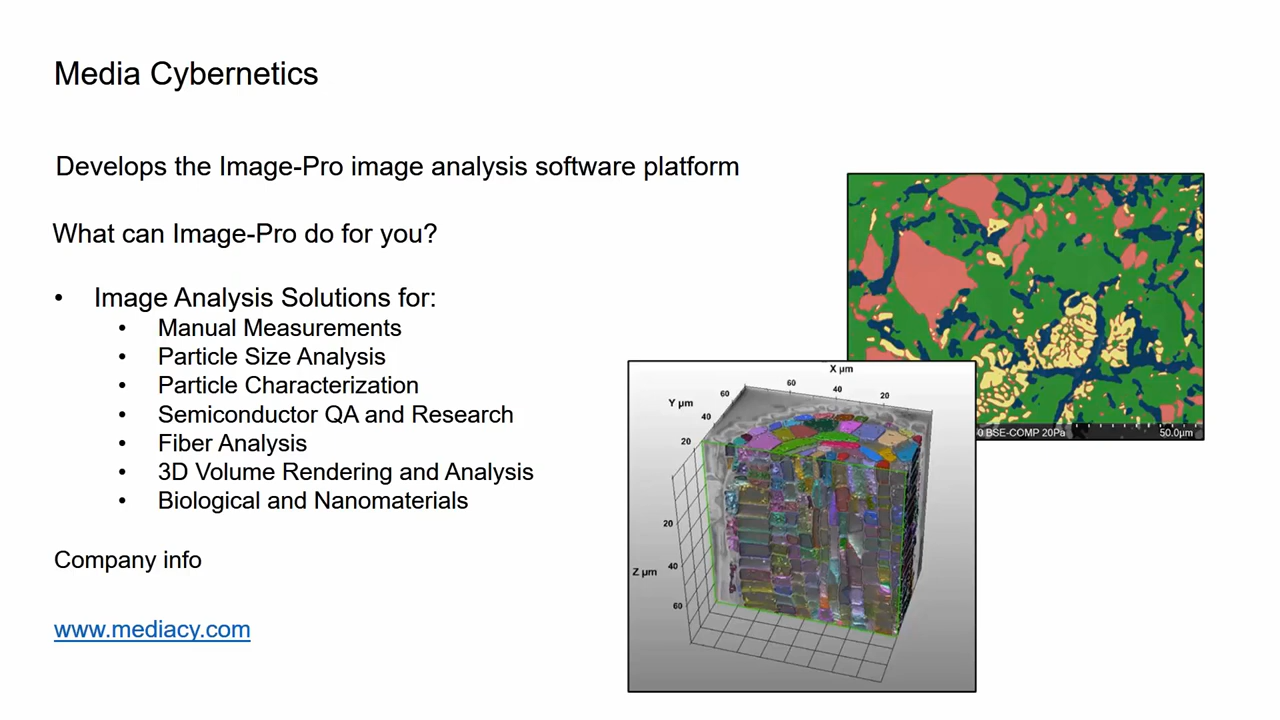 Media Cybernetics
Develops the Image-Pro image analysis software platform
What can Image-Pro do for you?
• Image Analysis Solutions for:
• Manual Measurements
• Particle Size Analysis
• Particle Characterization
• Semiconductor QA and Research
• Fiber Analysis
• 3D Volume Rendering and Analysis
• Biological and Nanomaterials
Company info
www.mediacy.com
X µm
60
40
20
Y µm
60
40
20
20
Z µm
40
60
0 BSE-COMP 20Pa
50.0µm